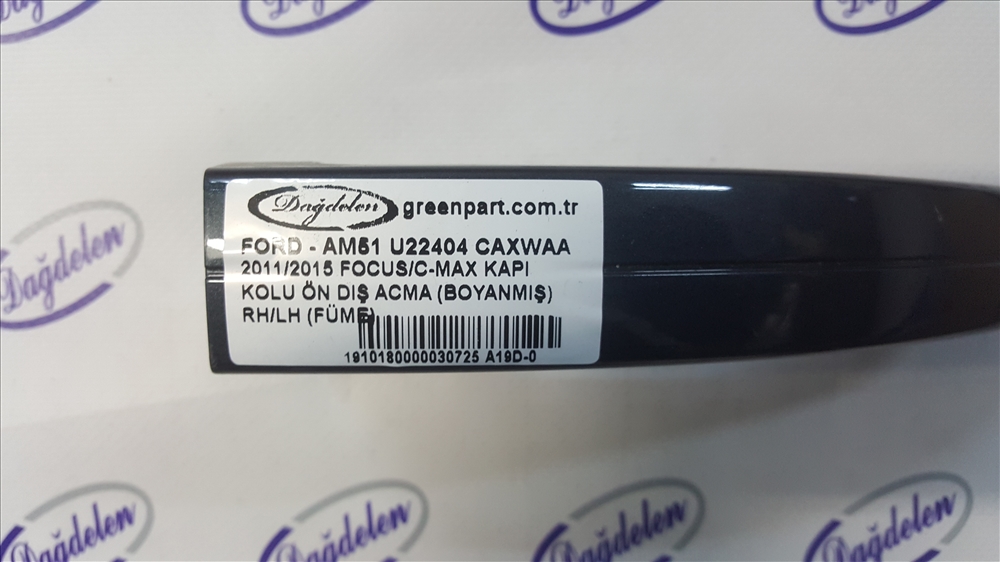 Dağdelen greenpart.com.tr
FORD - AM51 U22404 CAXWAA
2011/2015 FOCUS/C-MAX KAPI
KOLU ÖN DIŞ ACMA (BOYANMIŞ)
RH/LH (FÜME)
1910180000030725 A19D-0
Dağdelen
Dağdelen
Dağdelen
Dağdelen
Dağdelen